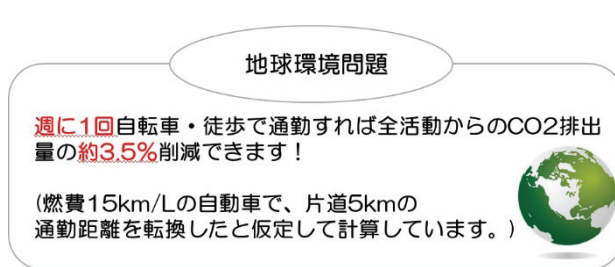 地球環境問題
週に1回自転車・徒歩で通勤すれば全活動からのCO2排出
量の約3.5%削減できます！
(燃費15km/Lの自動車で、片道5kmの
通勤距離を転換したと仮定して計算しています。)